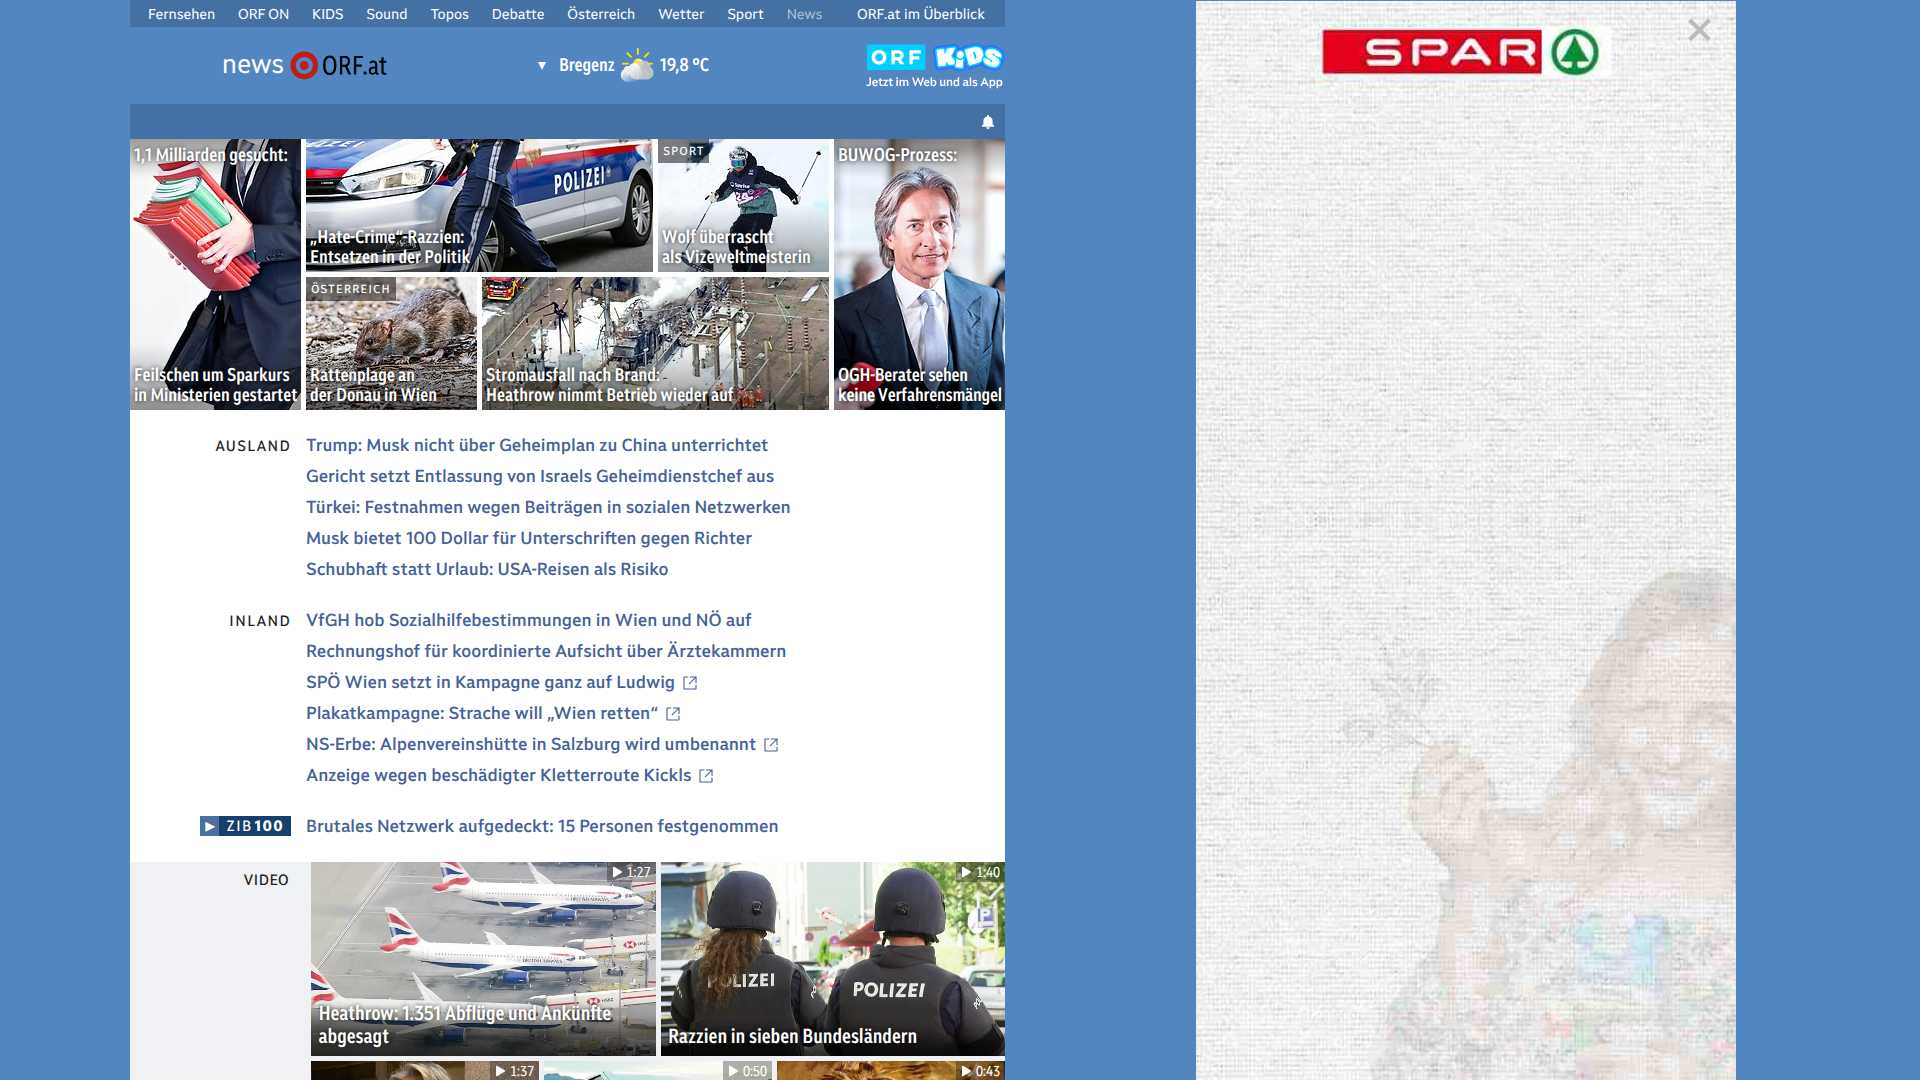 Fernsehen ORF ON KIDS Sound Topos Debatte Österreich Wetter Sport News ORF.at im Überblick
news ORF.at
▼ Bregenz 19,8 °C
ORF KiDS
Jetzt im Web und als App
SPAR
1,1 Milliarden gesucht:
Feilschen um Sparkurs
in Ministerien gestartet
POLIZEI
„Hate-Crime“-Razzien:
Entsetzen in der Politik
SPORT
Wolf überrascht
als Vizeweltmeisterin
BUWOG-Prozess:
OGH-Berater sehen
keine Verfahrensmängel
ÖSTERREICH
Rattenplage an
der Donau in Wien
Stromausfall nach Brand:
Heathrow nimmt Betrieb wieder auf
AUSLAND
Trump: Musk nicht über Geheimplan zu China unterrichtet
Gericht setzt Entlassung von Israels Geheimdienstchef aus
Türkei: Festnahmen wegen Beiträgen in sozialen Netzwerken
Musk bietet 100 Dollar für Unterschriften gegen Richter
Schubhaft statt Urlaub: USA-Reisen als Risiko
INLAND
VfGH hob Sozialhilfebestimmungen in Wien und NÖ auf
Rechnungshof für koordinierte Aufsicht über Ärztekammern
SPÖ Wien setzt in Kampagne ganz auf Ludwig
Plakatkampagne: Strache will „Wien retten“
NS-Erbe: Alpenvereinshütte in Salzburg wird umbenannt
Anzeige wegen beschädigter Kletterroute Kickls
ZIB100
Brutales Netzwerk aufgedeckt: 15 Personen festgenommen
VIDEO
1:27
Heathrow: 1.351 Abflüge und Ankünfte
abgesagt
1:40
POLIZEI
POLIZEI
Razzien in sieben Bundesländern
1:37
0:50
0:43